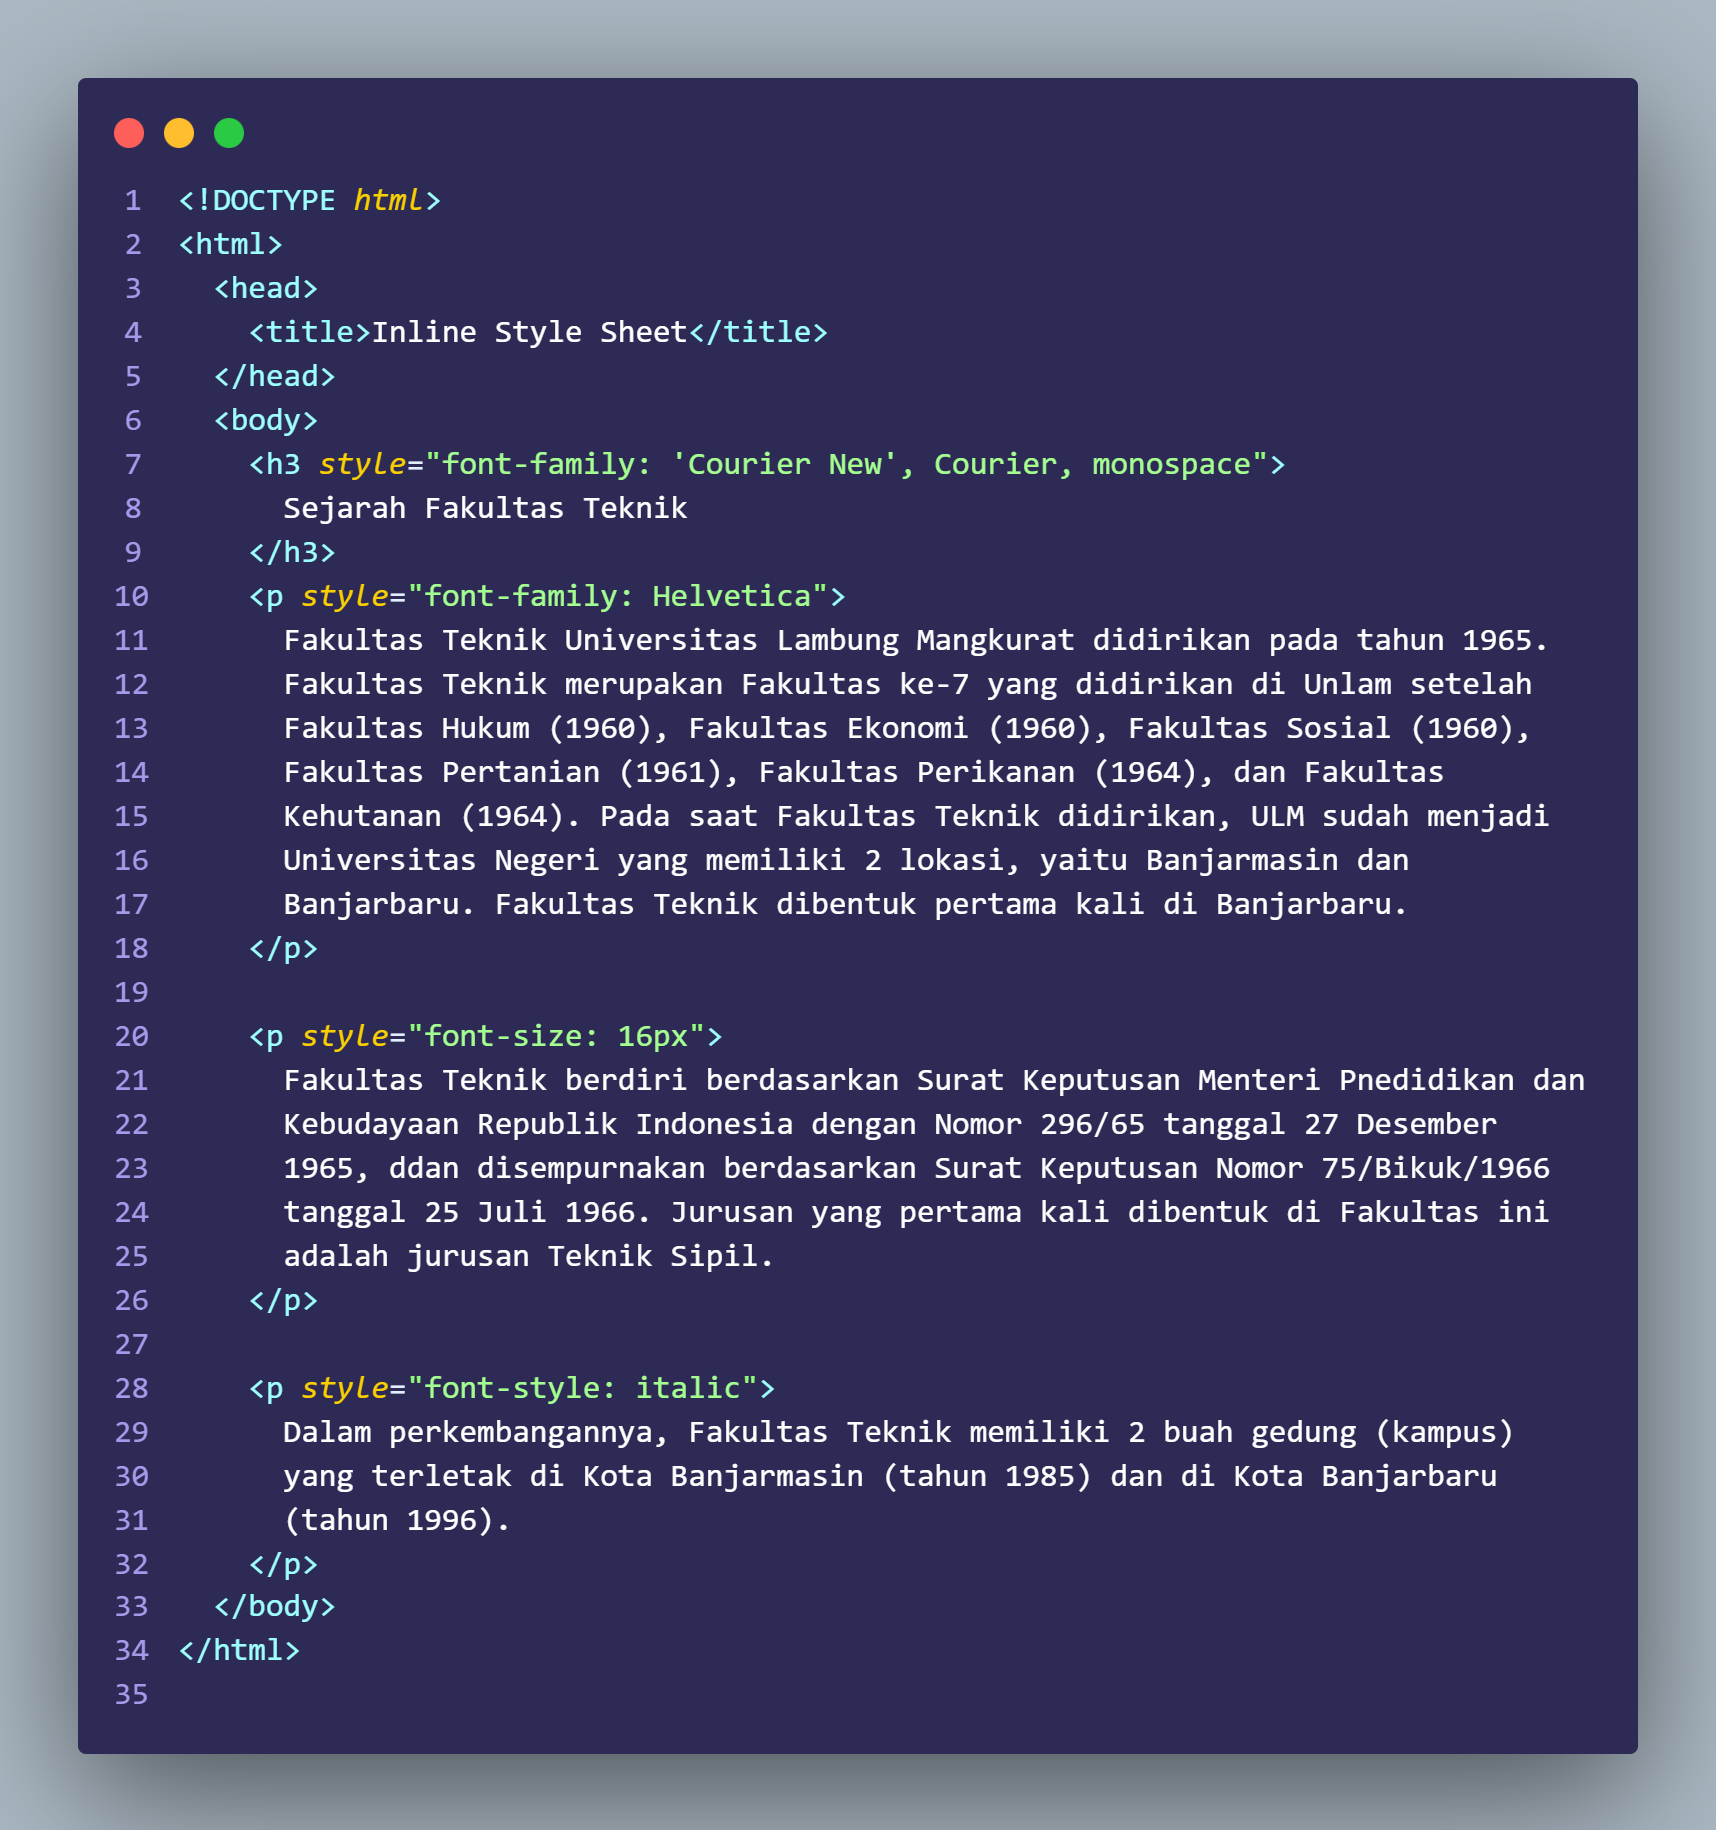 1 <!DOCTYPE html>
2 <html>
3   <head>
4     <title>Inline Style Sheet</title>
5   </head>
6   <body>
7     <h3 style="font-family: 'Courier New', Courier, monospace">
8       Sejarah Fakultas Teknik
9     </h3>
10     <p style="font-family: Helvetica">
11       Fakultas Teknik Universitas Lambung Mangkurat didirikan pada tahun 1965.
12       Fakultas Teknik merupakan Fakultas ke-7 yang didirikan di Unlam setelah
13       Fakultas Hukum (1960), Fakultas Ekonomi (1960), Fakultas Sosial (1960),
14       Fakultas Pertanian (1961), Fakultas Perikanan (1964), dan Fakultas
15       Kehutanan (1964). Pada saat Fakultas Teknik didirikan, ULM sudah menjadi
16       Universitas Negeri yang memiliki 2 lokasi, yaitu Banjarmasin dan
17       Banjarbaru. Fakultas Teknik dibentuk pertama kali di Banjarbaru.
18     </p>
19
20     <p style="font-size: 16px">
21       Fakultas Teknik berdiri berdasarkan Surat Keputusan Menteri Pnedidikan dan
22       Kebudayaan Republik Indonesia dengan Nomor 296/65 tanggal 27 Desember
23       1965, ddan disempurnakan berdasarkan Surat Keputusan Nomor 75/Bikuk/1966
24       tanggal 25 Juli 1966. Jurusan yang pertama kali dibentuk di Fakultas ini
25       adalah jurusan Teknik Sipil.
26     </p>
27
28     <p style="font-style: italic">
29       Dalam perkembangannya, Fakultas Teknik memiliki 2 buah gedung (kampus)
30       yang terletak di Kota Banjarmasin (tahun 1985) dan di Kota Banjarbaru
31       (tahun 1996).
32     </p>
33   </body>
34 </html>
35